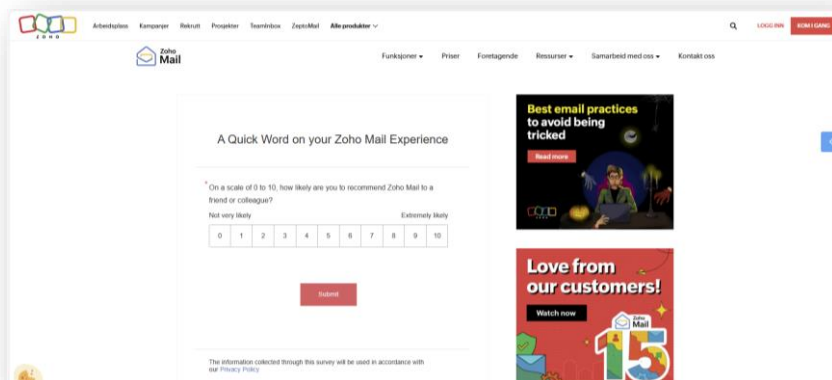 ZOHO
Arbeidsplass Kampanjer Rekrutt Prosjekter TeamInbox ZeptoMail Alle produkter
LOGG INN KOM I GANG
Zoho
Mail
Funksjoner Priser Foretagende Ressurser Samarbeid med oss Kontakt oss
A Quick Word on your Zoho Mail Experience
* On a scale of 0 to 10, how likely are you to recommend Zoho Mail to a
friend or colleague?
Not very likely Extremely likely
0 1 2 3 4 5 6 7 8 9 10
Submit
The information collected through this survey will be used in accordance with
our Privacy Policy
Best email practices
to avoid being
tricked
Read more
Love from
our customers!
Watch now
Zoho
Mail
15